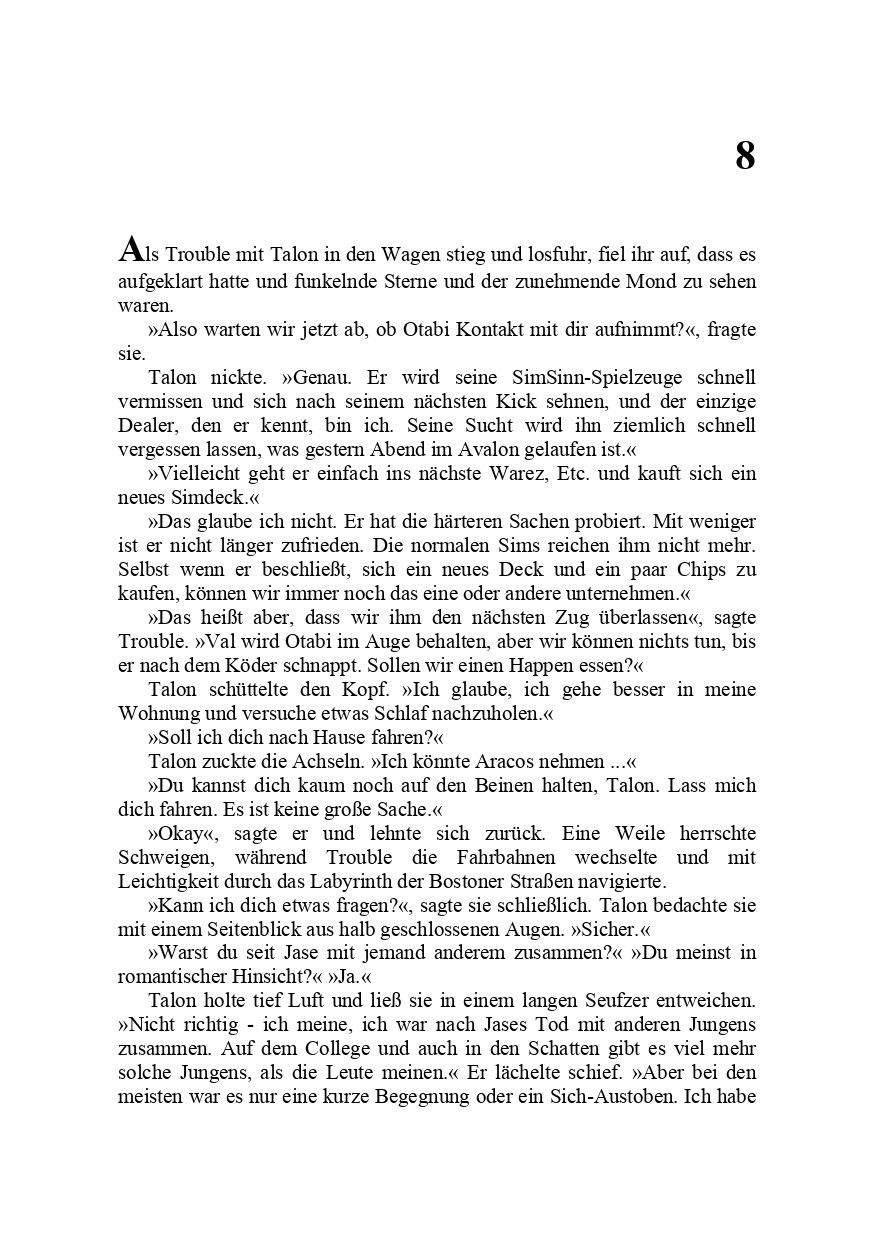 8
Als Trouble mit Talon in den Wagen stieg und losfuhr, fiel ihr auf, dass es
aufgeklart hatte und funkelnde Sterne und der zunehmende Mond zu sehen
waren.
»Also warten wir jetzt ab, ob Otabi Kontakt mit dir aufnimmt?«, fragte
sie.
Talon nickte. »Genau. Er wird seine SimSinn-Spielzeuge schnell
vermissen und sich nach seinem nächsten Kick sehnen, und der einzige
Dealer, den er kennt, bin ich. Seine Sucht wird ihn ziemlich schnell
vergessen lassen, was gestern Abend im Avalon gelaufen ist.«
»Vielleicht geht er einfach ins nächste Warez, Etc. und kauft sich ein
neues Simdeck.«
»Das glaube ich nicht. Er hat die härteren Sachen probiert. Mit weniger
ist er nicht länger zufrieden. Die normalen Sims reichen ihm nicht mehr.
Selbst wenn er beschließt, sich ein neues Deck und ein paar Chips zu
kaufen, können wir immer noch das eine oder andere unternehmen.«
»Das heißt aber, dass wir ihm den nächsten Zug überlassen«, sagte
Trouble. »Val wird Otabi im Auge behalten, aber wir können nichts tun, bis
er nach dem Köder schnappt. Sollen wir einen Happen essen?«
Talon schüttelte den Kopf. »Ich glaube, ich gehe besser in meine
Wohnung und versuche etwas Schlaf nachzuholen.«
»Soll ich dich nach Hause fahren?«
Talon zuckte die Achseln. »Ich könnte Aracos nehmen ...«
»Du kannst dich kaum noch auf den Beinen halten, Talon. Lass mich
dich fahren. Es ist keine große Sache.«
»Okay«, sagte er und lehnte sich zurück. Eine Weile herrschte
Schweigen, während Trouble die Fahrbahnen wechselte und mit
Leichtigkeit durch das Labyrinth der Bostoner Straßen navigierte.
»Kann ich dich etwas fragen?«, sagte sie schließlich. Talon bedachte sie
mit einem Seitenblick aus halb geschlossenen Augen. »Sicher.«
»Warst du seit Jase mit jemand anderem zusammen?« »Du meinst in
romantischer Hinsicht?« »Ja.«
Talon holte tief Luft und ließ sie in einem langen Seufzer entweichen.
»Nicht richtig - ich meine, ich war nach Jases Tod mit anderen Jungens
zusammen. Auf dem College und auch in den Schatten gibt es viel mehr
solche Jungens, als die Leute meinen.« Er lächelte schief. »Aber bei den
meisten war es nur eine kurze Begegnung oder ein Sich-Austoben. Ich habe